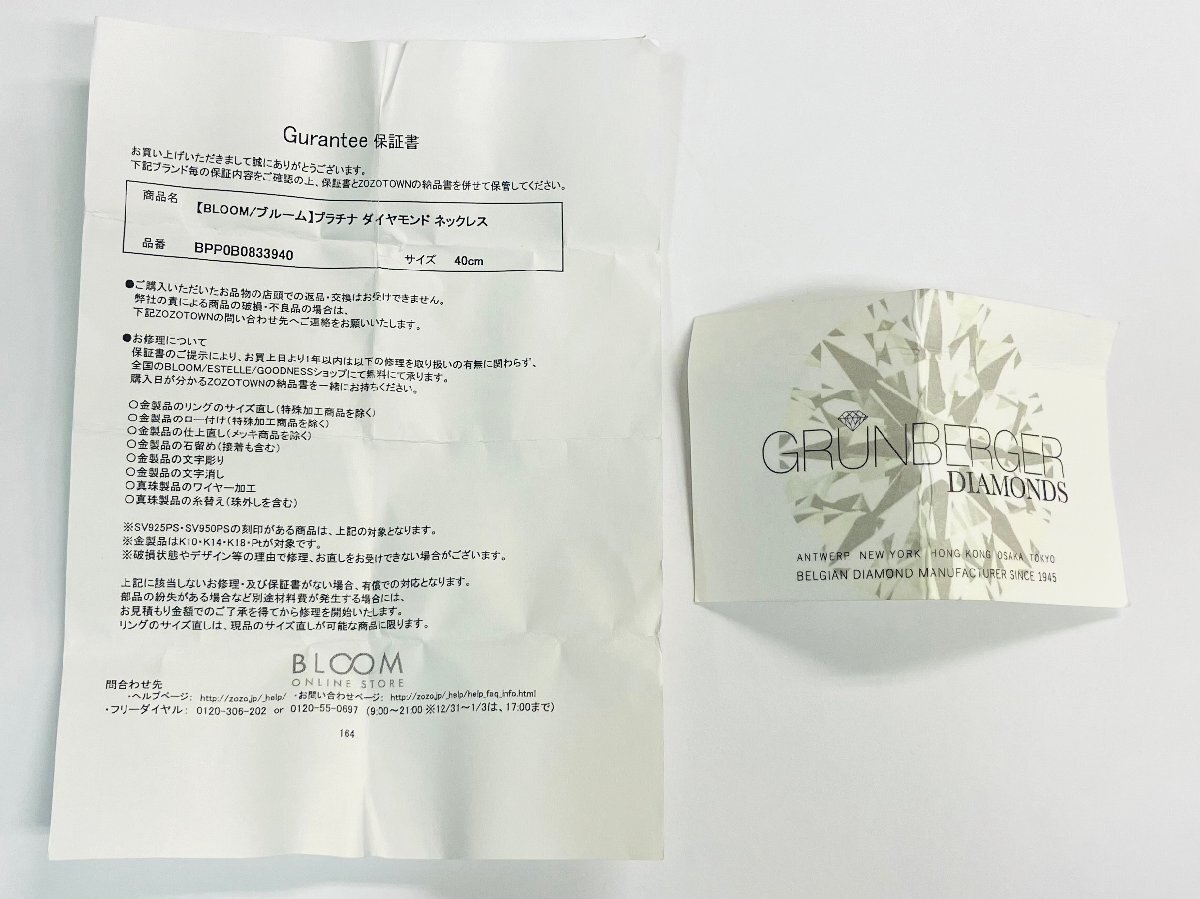 Gurantee 保証書
お買い上げいただきまして誠にありがとうございます。
下記ブランド毎の保証内容をご確認の上、保証書とZOZOTOWNの納品書を併せて保管してください。
商品名 【BLOOM/ブルーム】プラチナ ダイヤモンド ネックレス
品番 BPP0B0833940 サイズ 40cm
●ご購入いただいたお品物の店頭での返品・交換はお受けできません。
弊社の責による商品の破損・不良品の場合は、
下記ZOZOTOWNの問い合わせ先へご連絡をお願いいたします。
●お修理について
保証書のご提示により、お買上日より1年以内は以下の修理を取り扱いの有無に関わらず、
全国のBLOOM/ESTELLE/GOODNESSショップにて無料にて承ります。
購入日が分かるZOZOTOWNの納品書を一緒にお持ちください。
○金製品のリングのサイズ直し(特殊加工商品を除く)
○金製品のロー付け(特殊加工商品を除く)
○金製品の仕上直し(メッキ商品を除く)
○金製品の石留め(接着も含む)
○金製品の文字彫り
○金製品の文字消し
○真珠製品のワイヤー加工
○真珠製品の糸替え(珠外しを含む)
※SV925PS・SV950PSの刻印がある商品は、上記の対象となります。
※金製品はK10・K14・K18・Ptが対象です。
※破損状態やデザイン等の理由で修理、お直しをお受けできない場合がございます。
上記に該当しないお修理・及び保証書がない場合、有償での対応となります。
部品の紛失がある場合など別途材料費が発生する場合には、
お見積もり金額でのご了承を得てから修理を開始いたします。
リングのサイズ直しは、現品のサイズ直しが可能な商品に限ります。
BLOOM
ONLINE STORE
問合わせ先
・ヘルプページ: http://zozo.jp/_help/ ・お問い合わせページ: http://zozo.jp/_help/help_faq_info.html
・フリーダイヤル: 0120-306-202 or 0120-55-0697 (9:00～21:00 ※12/31～1/3は、17:00まで)
164
GRÜNBERGER
DIAMONDS
ANTWERP NEW YORK HONG KONG OSAKA TOKYO
BELGIAN DIAMOND MANUFACTURER SINCE 1945